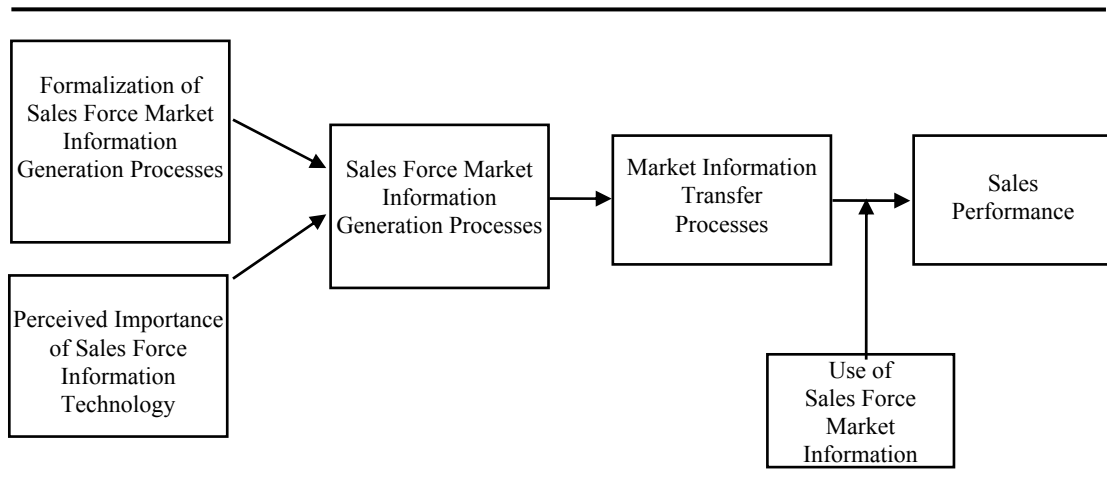 Formalization of
Sales Force Market
Information
Generation Processes
Perceived Importance
of Sales Force
Information
Technology
Sales Force Market
Information
Generation Processes
Market Information
Transfer
Processes
Sales
Performance
Use of
Sales Force
Market
Information